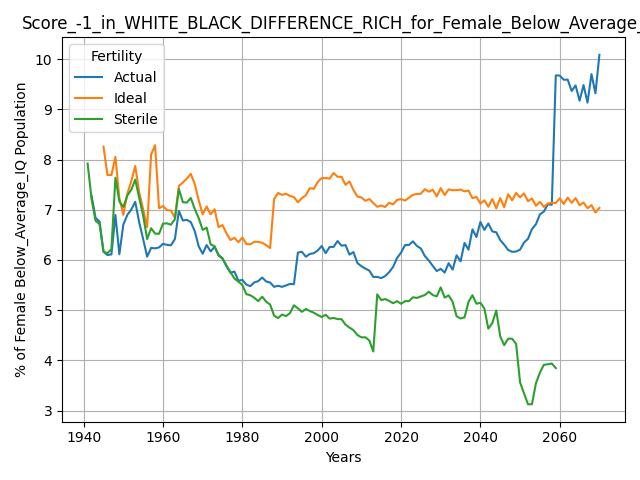 Score_-1_in_WHITE_BLACK_DIFFERENCE_RICH_for_Female_Below_Average_
Fertility
Actual
Ideal
Sterile
10
9
8
7
6
5
4
3
% of Female Below_Average_IQ Population
1940
1960
1980
2000
2020
2040
2060
Years